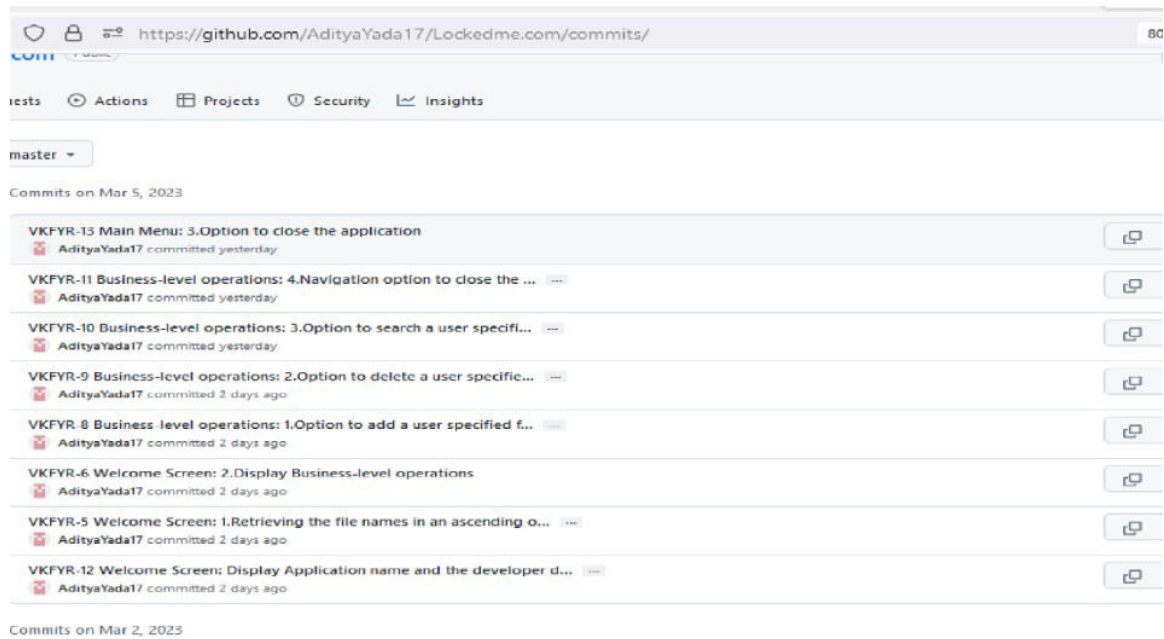 https://github.com/AdityaYada17/Lockedme.com/commits/ 80
com Public
ests Actions Projects Security Insights
master
Commits on Mar 5, 2023
VKFYR-13 Main Menu: 3.Option to close the application
AdityaYada17 committed yesterday
VKFYR-11 Business-level operations: 4.Navigation option to close the ... ...
AdityaYada17 committed yesterday
VKFYR-10 Business-level operations: 3.Option to search a user specifi... ...
AdityaYada17 committed yesterday
VKFYR-9 Business-level operations: 2.Option to delete a user specifie... ...
AdityaYada17 committed 2 days ago
VKFYR-8 Business-level operations: 1.Option to add a user specified f... ...
AdityaYada17 committed 2 days ago
VKFYR-6 Welcome Screen: 2.Display Business-level operations
AdityaYada17 committed 2 days ago
VKFYR-5 Welcome Screen: 1.Retrieving the file names in an ascending o... ...
AdityaYada17 committed 2 days ago
VKFYR-12 Welcome Screen: Display Application name and the developer d... ...
AdityaYada17 committed 2 days ago
Commits on Mar 2, 2023